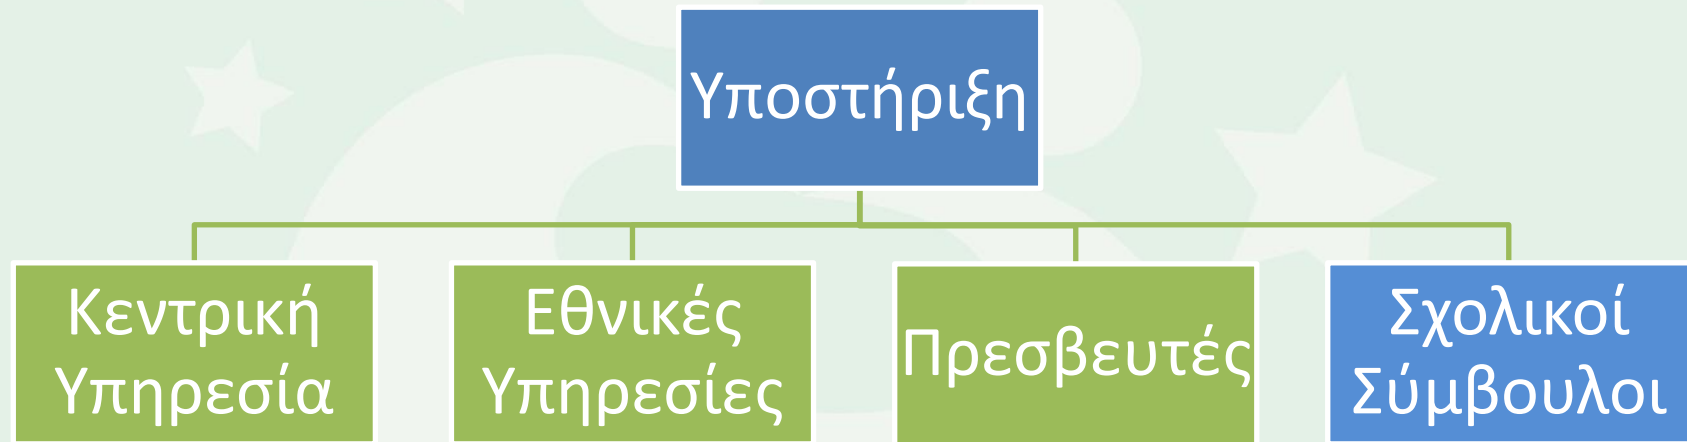 Υποστήριξη
Κεντρική
Υπηρεσία
Εθνικές
Υπηρεσίες
Πρεσβευτές
Σχολικοί
Σύμβουλοι